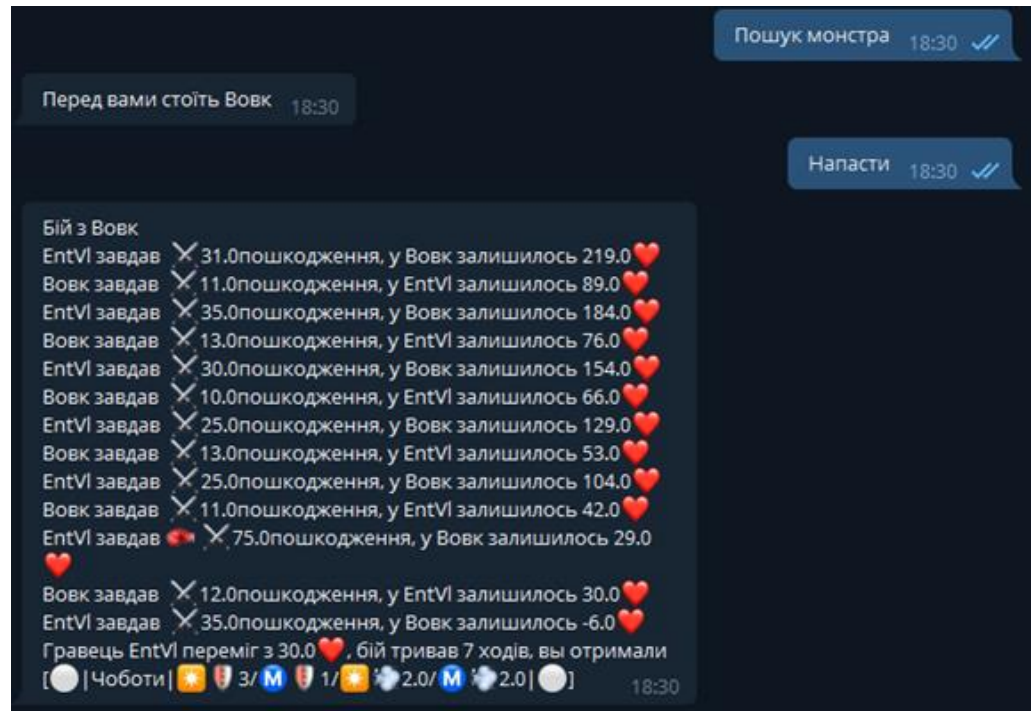 Пошук монстра 18:30
Перед вами стоїть Вовк 18:30
Напасти 18:30
Бій з Вовк
EntVl завдав ⚔31.0пошкодження, у Вовк залишилось 219.0❤️
Вовк завдав ⚔11.0пошкодження, у EntVl залишилось 89.0❤️
EntVl завдав ⚔35.0пошкодження, у Вовк залишилось 184.0❤️
Вовк завдав ⚔13.0пошкодження, у EntVl залишилось 76.0❤️
EntVl завдав ⚔30.0пошкодження, у Вовк залишилось 154.0❤️
Вовк завдав ⚔10.0пошкодження, у EntVl залишилось 66.0❤️
EntVl завдав ⚔25.0пошкодження, у Вовк залишилось 129.0❤️
Вовк завдав ⚔13.0пошкодження, у EntVl залишилось 53.0❤️
EntVl завдав ⚔25.0пошкодження, у Вовк залишилось 104.0❤️
Вовк завдав ⚔11.0пошкодження, у EntVl залишилось 42.0❤️
EntVl завдав 🥊 ⚔75.0пошкодження, у Вовк залишилось 29.0
❤️
Вовк завдав ⚔12.0пошкодження, у EntVl залишилось 30.0❤️
EntVl завдав ⚔35.0пошкодження, у Вовк залишилось -6.0❤️
Гравець EntVl переміг з 30.0❤️, бій тривав 7 ходів, вы отримали
[⚪|Чоботи|✴️🛡 3/Ⓜ️🛡 1/✴️💨2.0/Ⓜ️💨2.0|⚪] 18:30